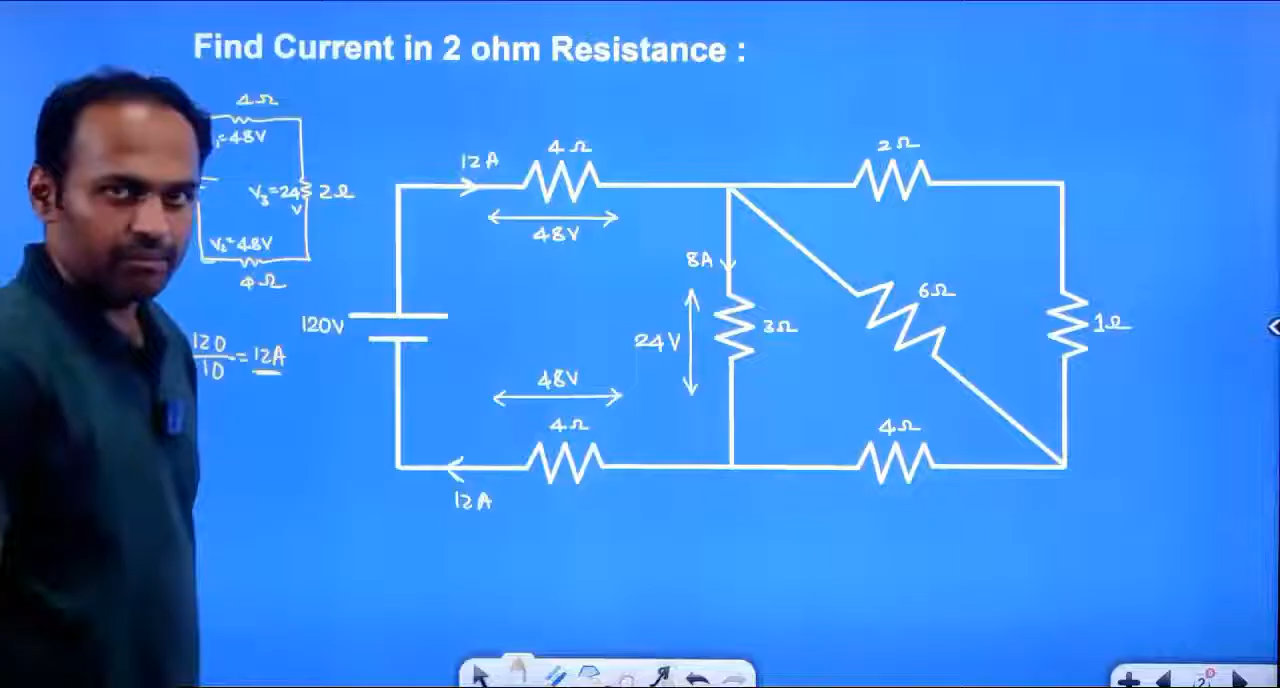 Find Current in 2 ohm Resistance :
4Ω
=48V
V₃=24
V
2Ω
V₂=48V
4Ω
120
10
=12A
12A
4Ω
48V
120V
8A
24V
3Ω
6Ω
2Ω
1Ω
48V
4Ω
4Ω
12A